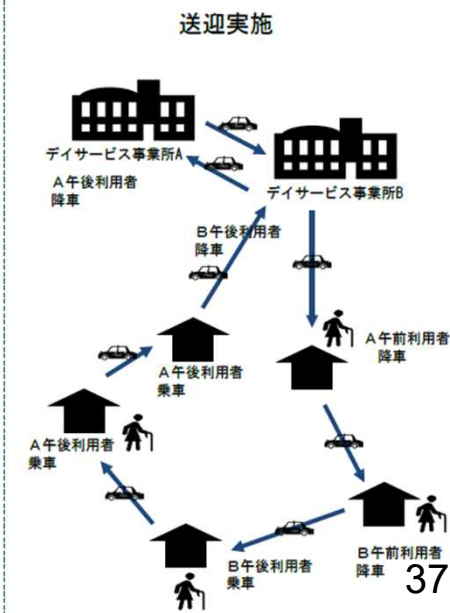 送迎実施
デイサービス事業所A
A午後利用者
降車
デイサービス事業所B
B午後利用者
降車
A午前利用者
降車
A午後利用者
乗車
A午後利用者
乗車
B午後利用者
乗車
B午前利用者
降車
37